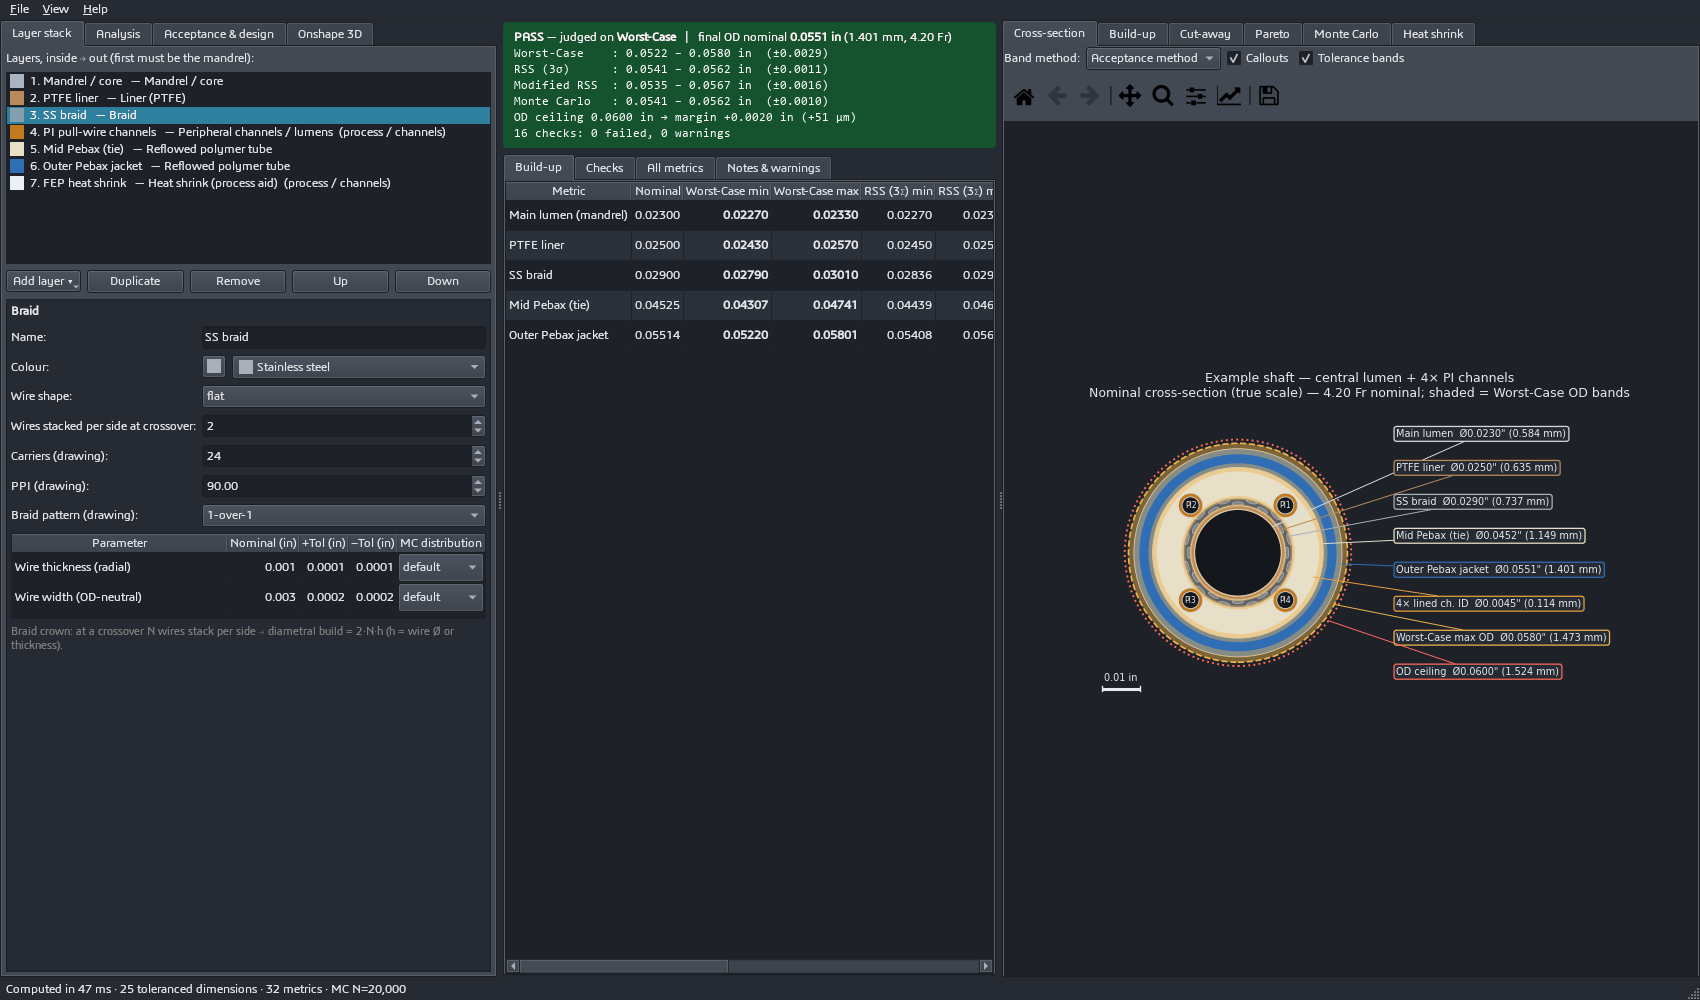 File View Help
Layer stack Analysis Acceptance & design Onshape 3D
Layers, inside → out (first must be the mandrel):
1. Mandrel / core — Mandrel / core
2. PTFE liner — Liner (PTFE)
3. SS braid — Braid
4. PI pull-wire channels — Peripheral channels / lumens (process / channels)
5. Mid Pebax (tie) — Reflowed polymer tube
6. Outer Pebax jacket — Reflowed polymer tube
7. FEP heat shrink — Heat shrink (process aid) (process / channels)
Add layer Duplicate Remove Up Down
Braid
Name: SS braid
Colour: Stainless steel
Wire shape: flat
Wires stacked per side at crossover: 2
Carriers (drawing): 24
PPI (drawing): 90.00
Braid pattern (drawing): 1-over-1
Parameter Nominal (in) +Tol (in) −Tol (in) MC distribution
Wire thickness (radial) 0.001 0.0001 0.0001 default
Wire width (OD-neutral) 0.003 0.0002 0.0002 default
Braid crown: at a crossover N wires stack per side → diametral build = 2·N·h (h = wire Ø or
thickness).
PASS — judged on Worst-Case | final OD nominal 0.0551 in (1.401 mm, 4.20 Fr)
Worst-Case : 0.0522 – 0.0580 in (±0.0029)
RSS (3σ) : 0.0541 – 0.0562 in (±0.0011)
Modified RSS : 0.0535 – 0.0567 in (±0.0016)
Monte Carlo : 0.0541 – 0.0562 in (±0.0010)
OD ceiling 0.0600 in → margin +0.0020 in (+51 µm)
16 checks: 0 failed, 0 warnings
Build-up Checks All metrics Notes & warnings
Metric Nominal Worst-Case min Worst-Case max RSS (3σ) min RSS (3σ) m
Main lumen (mandrel) 0.02300 0.02270 0.02330 0.02270 0.023
PTFE liner 0.02500 0.02430 0.02570 0.02450 0.025
SS braid 0.02900 0.02790 0.03010 0.02836 0.029
Mid Pebax (tie) 0.04525 0.04307 0.04741 0.04439 0.046
Outer Pebax jacket 0.05514 0.05220 0.05801 0.05408 0.056
Cross-section Build-up Cut-away Pareto Monte Carlo Heat shrink
Band method: Acceptance method Callouts Tolerance bands
Example shaft — central lumen + 4× PI channels
Nominal cross-section (true scale) — 4.20 Fr nominal; shaded = Worst-Case OD bands
Main lumen Ø0.0230" (0.584 mm)
PTFE liner Ø0.0250" (0.635 mm)
SS braid Ø0.0290" (0.737 mm)
Mid Pebax (tie) Ø0.0452" (1.149 mm)
Outer Pebax jacket Ø0.0551" (1.401 mm)
4× lined ch. ID Ø0.0045" (0.114 mm)
Worst-Case max OD Ø0.0580" (1.473 mm)
OD ceiling Ø0.0600" (1.524 mm)
PI2 PI1
PI3 PI4
0.01 in
Computed in 47 ms · 25 toleranced dimensions · 32 metrics · MC N=20,000